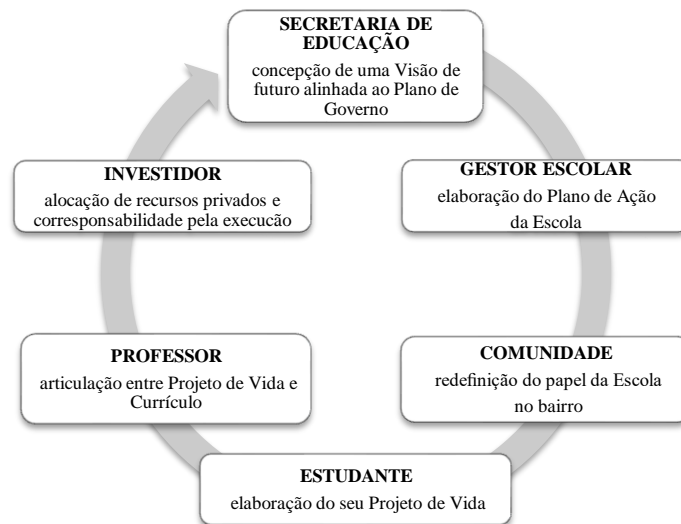 SECRETARIA DE
EDUCAÇÃO
concepção de uma Visão de
futuro alinhada ao Plano de
Governo
GESTOR ESCOLAR
elaboração do Plano de Ação
da Escola
COMUNIDADE
redefinição do papel da Escola
no bairro
ESTUDANTE
elaboração do seu Projeto de Vida
PROFESSOR
articulação entre Projeto de Vida e
Currículo
INVESTIDOR
alocação de recursos privados e
corresponsabilidade pela execucão